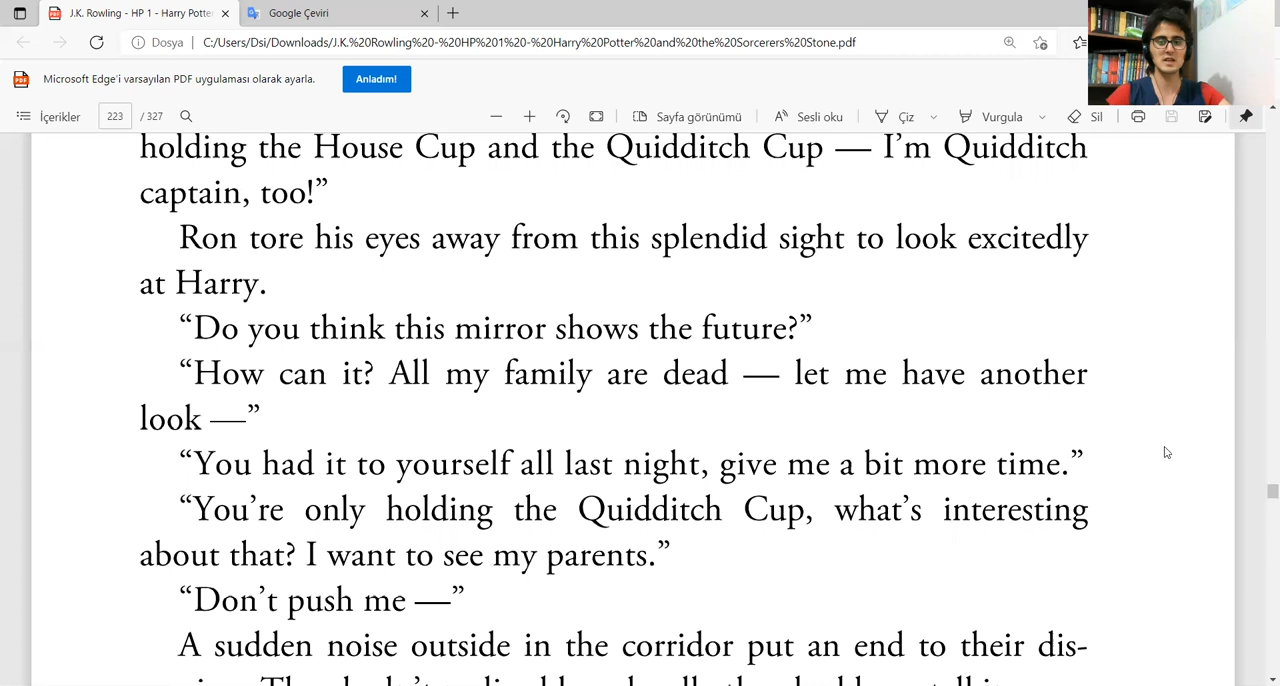 J.K. Rowling - HP 1 - Harry Potte
Google Çeviri
Dosya C:/Users/Dsi/Downloads/J.K.%20Rowling%20-%20HP%201%20-%20Harry%20Potter%20and%20the%20Sorcerers%20Stone.pdf
Microsoft Edge'i varsayılan PDF uygulaması olarak ayarla. Anladım!
İçerikler 223 / 327 Sayfa görünümü Sesli oku Çiz Vurgula Sil
holding the House Cup and the Quidditch Cup — I'm Quidditch
captain, too!”
Ron tore his eyes away from this splendid sight to look excitedly
at Harry.
“Do you think this mirror shows the future?”
“How can it? All my family are dead — let me have another
look —”
“You had it to yourself all last night, give me a bit more time.”
“You're only holding the Quidditch Cup, what's interesting
about that? I want to see my parents.”
“Don't push me —”
A sudden noise outside in the corridor put an end to their dis-